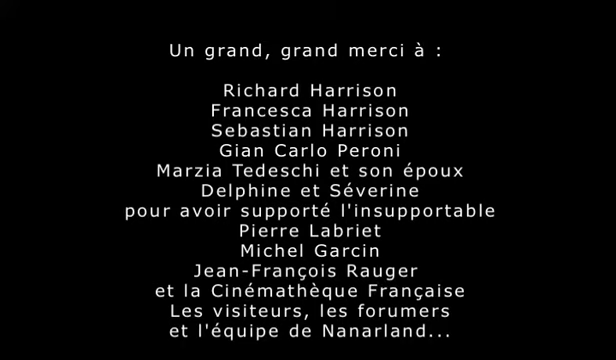 Un grand, grand merci à :
Richard Harrison
Francesca Harrison
Sebastian Harrison
Gian Carlo Peroni
Marzia Tedeschi et son époux
Delphine et Séverine
pour avoir supporté l'insupportable
Pierre Labriet
Michel Garcin
Jean-François Rauger
et la Cinémathèque Française
Les visiteurs, les forumers
et l'équipe de Nanarland...